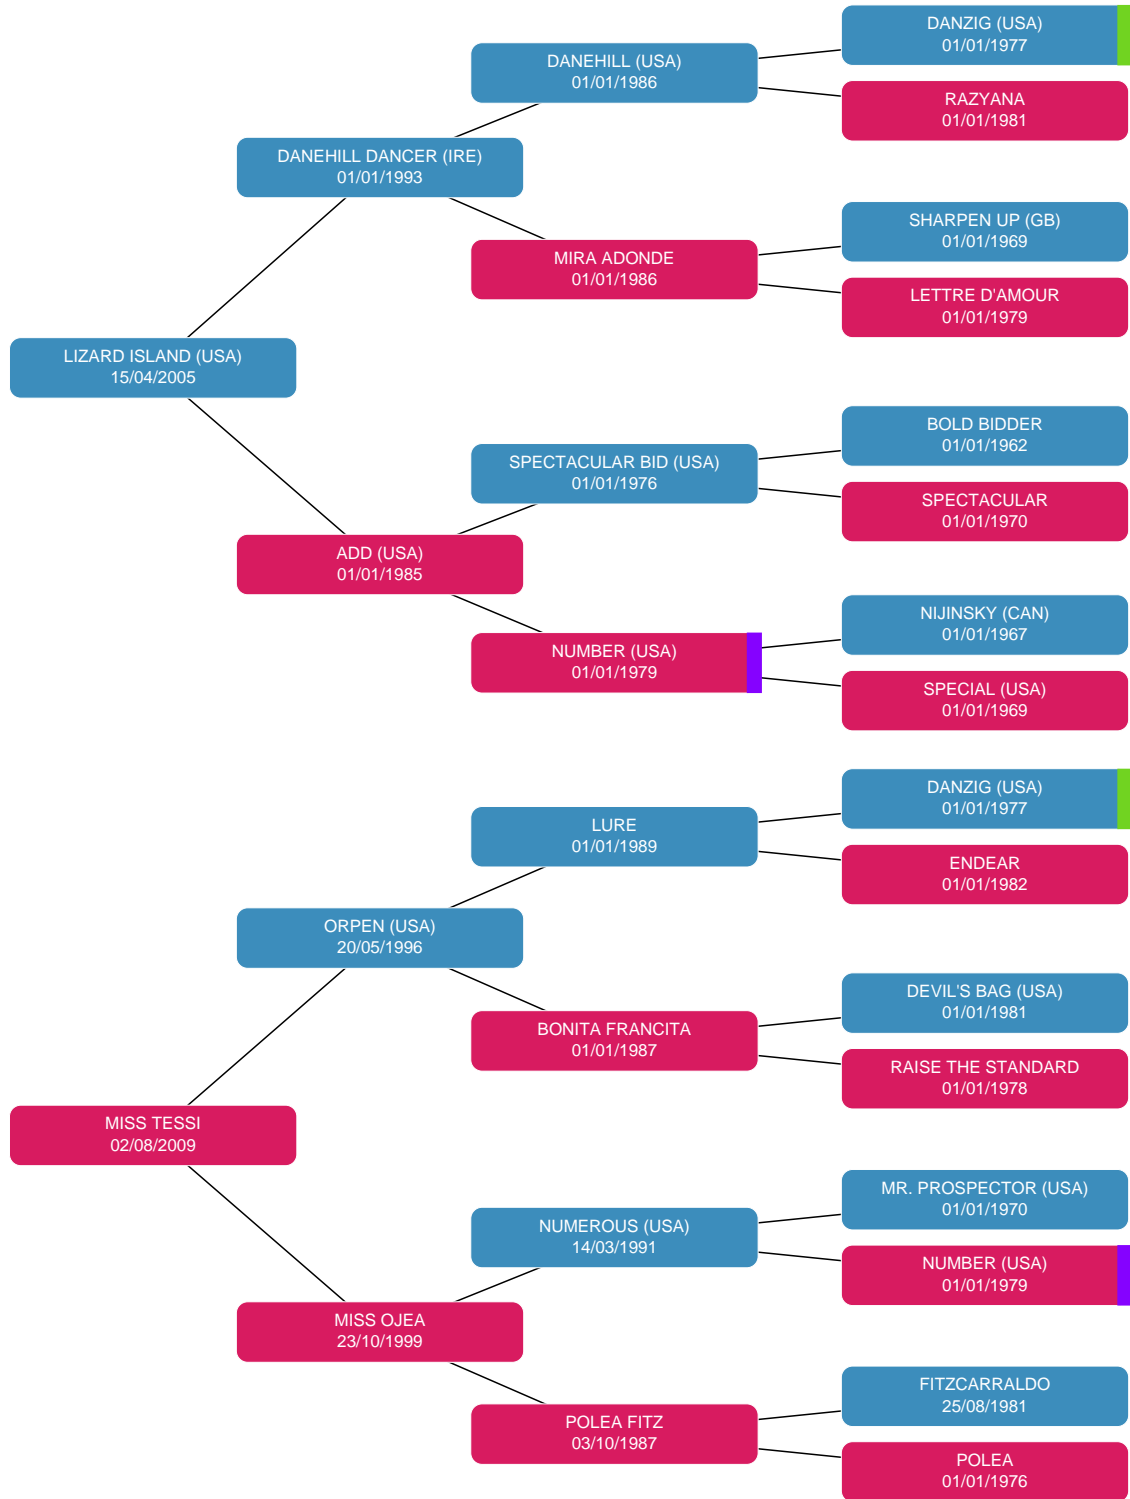 DANZIG (USA)
01/01/1977
DANEHILL (USA)
01/01/1986
RAZYANA
01/01/1981
DANEHILL DANCER (IRE)
01/01/1993
SHARPEN UP (GB)
01/01/1969
MIRA ADONDE
01/01/1986
LETTRE D'AMOUR
01/01/1979
LIZARD ISLAND (USA)
15/04/2005
BOLD BIDDER
01/01/1962
SPECTACULAR BID (USA)
01/01/1976
SPECTACULAR
01/01/1970
ADD (USA)
01/01/1985
NIJINSKY (CAN)
01/01/1967
NUMBER (USA)
01/01/1979
SPECIAL (USA)
01/01/1969
DANZIG (USA)
01/01/1977
LURE
01/01/1989
ENDEAR
01/01/1982
ORPEN (USA)
20/05/1996
DEVIL'S BAG (USA)
01/01/1981
BONITA FRANCITA
01/01/1987
RAISE THE STANDARD
01/01/1978
MISS TESSI
02/08/2009
MR. PROSPECTOR (USA)
01/01/1970
NUMEROUS (USA)
14/03/1991
NUMBER (USA)
01/01/1979
MISS OJEA
23/10/1999
FITZCARRALDO
25/08/1981
POLEA FITZ
03/10/1987
POLEA
01/01/1976